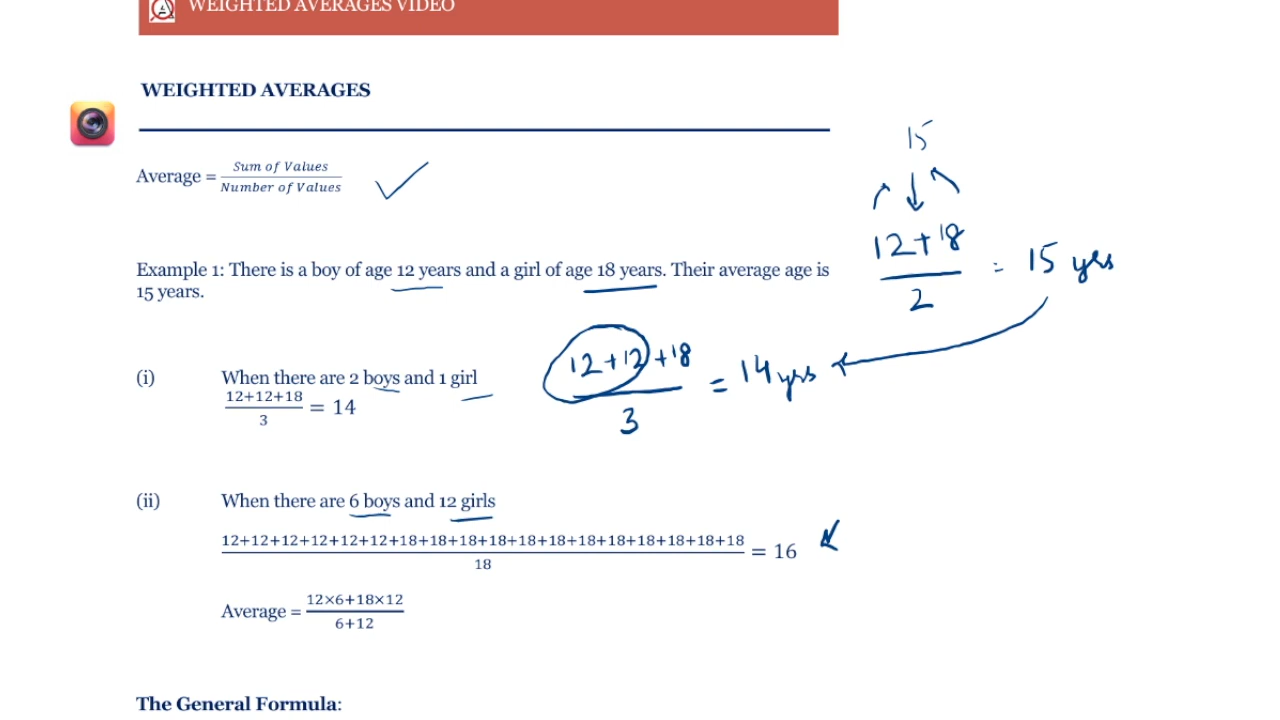 WEIGHTED AVERAGES VIDEO
WEIGHTED AVERAGES
15
Average = Sum of Values / Number of Values
12+18 / 2 = 15 yrs
Example 1: There is a boy of age 12 years and a girl of age 18 years. Their average age is
15 years.
(i) When there are 2 boys and 1 girl
12+12+18 / 3 = 14
12+12+18 / 3 = 14 yrs
(ii) When there are 6 boys and 12 girls
12+12+12+12+12+12+18+18+18+18+18+18+18+18+18+18+18+18 / 18 = 16
Average = 12×6+18×12 / 6+12
The General Formula: